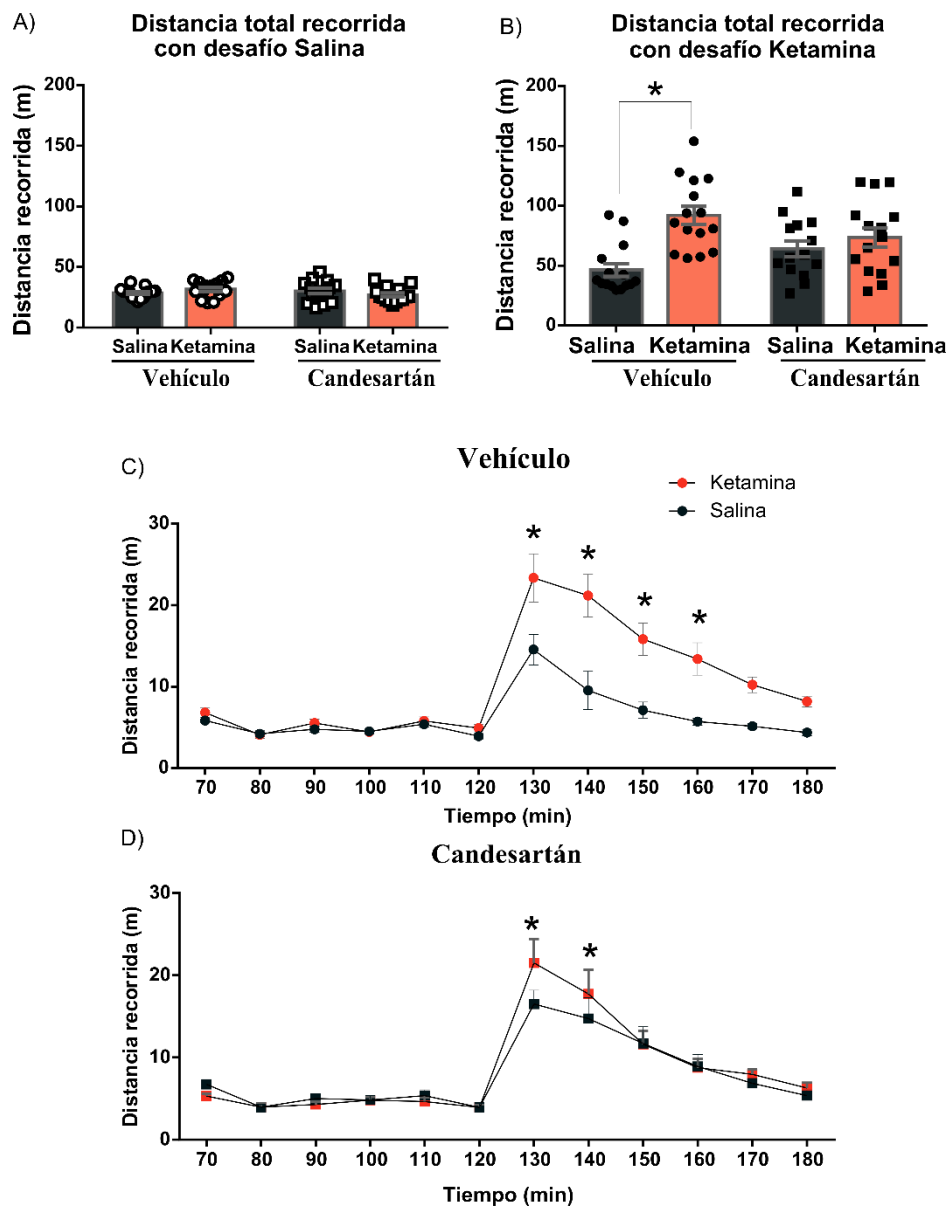 A)
Distancia total recorrida
con desafío Salina
Distancia recorrida (m)
200
150
100
50
0
Salina Ketamina Salina Ketamina
Vehículo Candesartán
B)
Distancia total recorrida
con desafío Ketamina
Distancia recorrida (m)
200
150
100
50
0
*
Salina Ketamina Salina Ketamina
Vehículo Candesartán
C)
Vehículo
Ketamina
Salina
Distancia recorrida (m)
30
20
10
0
* * * *
70 80 90 100 110 120 130 140 150 160 170 180
Tiempo (min)
D)
Candesartán
Distancia recorrida (m)
30
20
10
0
* *
70 80 90 100 110 120 130 140 150 160 170 180
Tiempo (min)